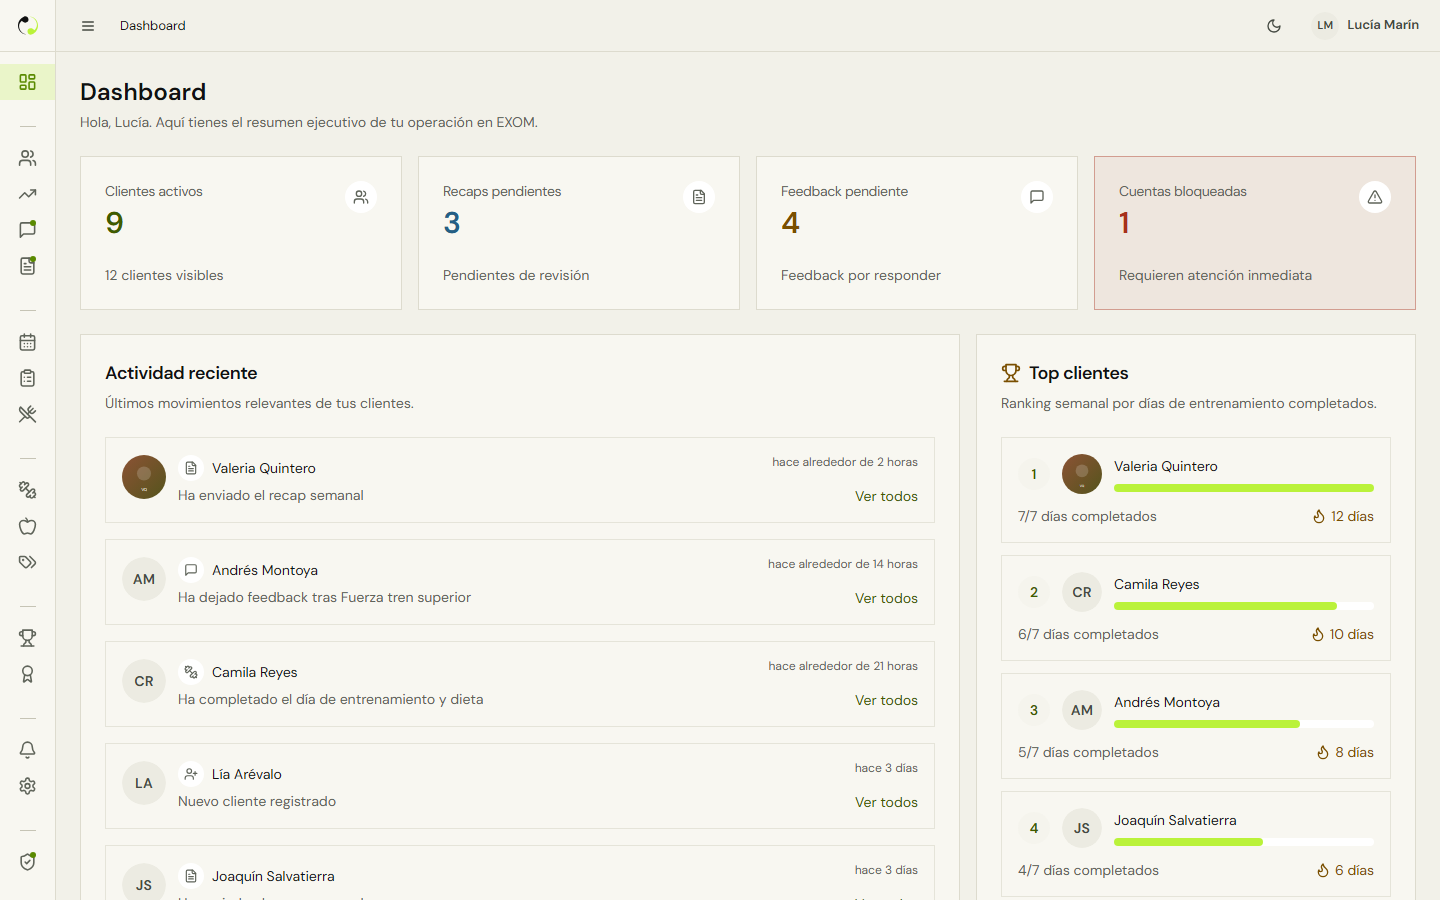 Dashboard
LM
Lucía Marín
Dashboard
Hola, Lucía. Aquí tienes el resumen ejecutivo de tu operación en EXOM.
Clientes activos
9
12 clientes visibles
Recaps pendientes
3
Pendientes de revisión
Feedback pendiente
4
Feedback por responder
Cuentas bloqueadas
1
Requieren atención inmediata
Actividad reciente
Últimos movimientos relevantes de tus clientes.
Valeria Quintero
hace alrededor de 2 horas
Ha enviado el recap semanal
Ver todos
AM
Andrés Montoya
hace alrededor de 14 horas
Ha dejado feedback tras Fuerza tren superior
Ver todos
CR
Camila Reyes
hace alrededor de 21 horas
Ha completado el día de entrenamiento y dieta
Ver todos
LA
Lía Arévalo
hace 3 días
Nuevo cliente registrado
Ver todos
JS
Joaquín Salvatierra
hace 3 días
Top clientes
Ranking semanal por días de entrenamiento completados.
1
Valeria Quintero
7/7 días completados
12 días
2
CR
Camila Reyes
6/7 días completados
10 días
3
AM
Andrés Montoya
5/7 días completados
8 días
4
JS
Joaquín Salvatierra
4/7 días completados
6 días